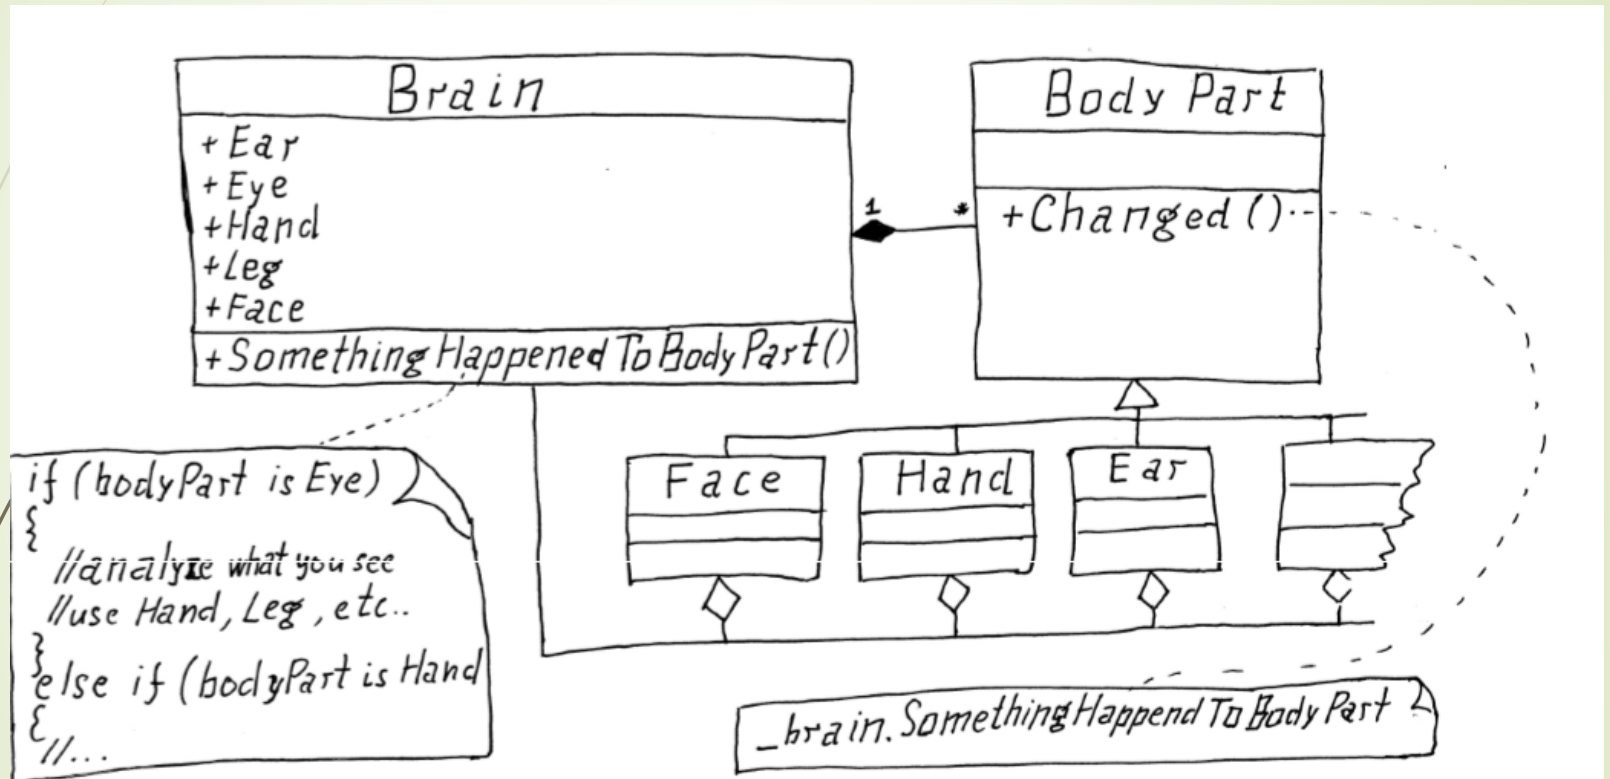 Brain
+Ear
+Eye
+Hand
+Leg
+Face
+SomethingHappenedToBodyPart()
1 *
Body Part
+Changed()
Face
Hand
Ear
if (bodyPart is Eye)
{
//analyze what you see
//use Hand, Leg, etc..
}
else if (bodyPart is Hand
{
//...
_brain.SomethingHappendToBodyPart